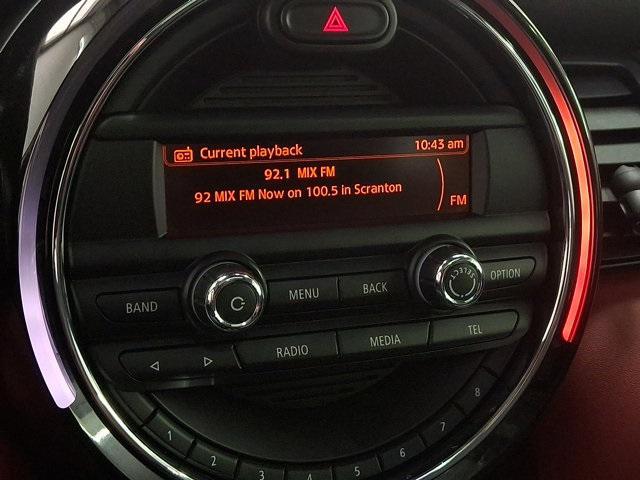 Current playback 10:43 am
92.1 MIX FM
92 MIX FM Now on 100.5 in Scranton
FM
BAND MENU BACK SELECT OPTION
RADIO MEDIA TEL
1 2 3 4 5 6 7 8